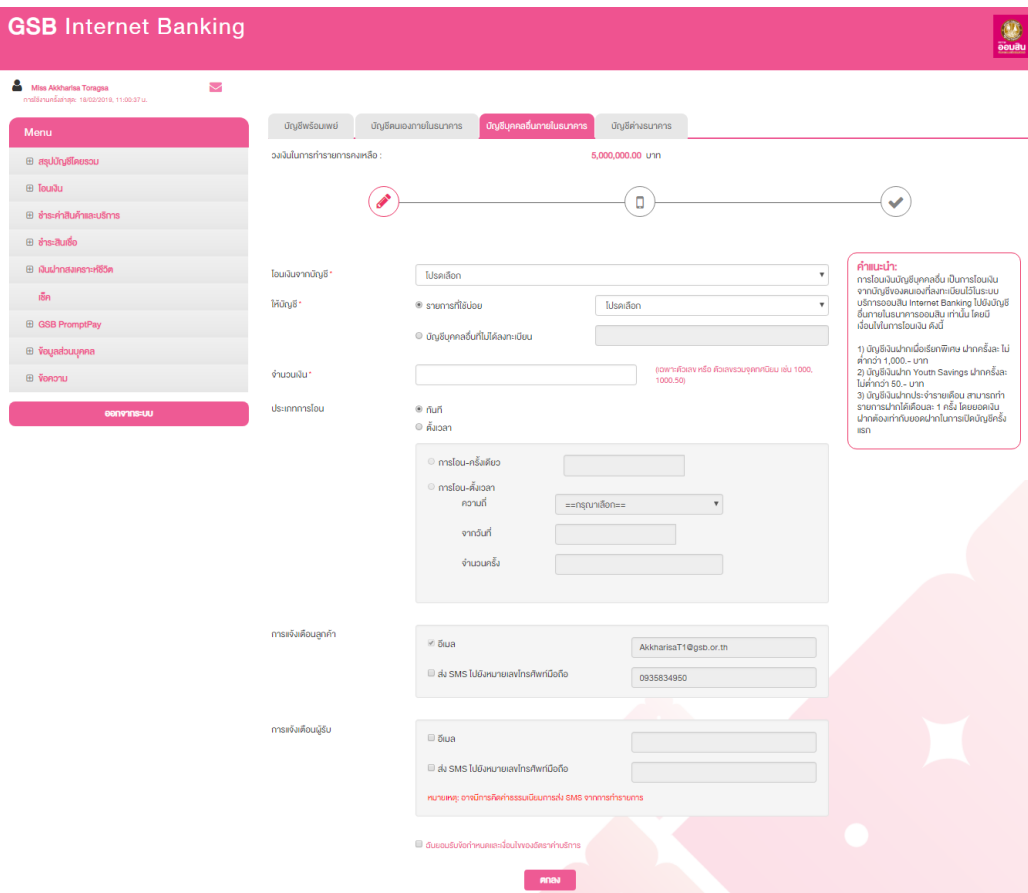 GSB Internet Banking
ออมสิน
Miss Akkharisa Toragsa
การใช้งานครั้งล่าสุด: 18/02/2019, 11:00:37 น.
Menu
สรุปบัญชีโดยรวม
โอนเงิน
ชำระค่าสินค้าและบริการ
ชำระสินเชื่อ
เงินฝากสงเคราะห์ชีวิต
เช็ค
GSB PromptPay
ข้อมูลส่วนบุคคล
ข้อความ
ออกจากระบบ
บัญชีพร้อมเพย์ บัญชีตนเองภายในธนาคาร บัญชีบุคคลอื่นภายในธนาคาร บัญชีต่างธนาคาร
วงเงินในการทำรายการคงเหลือ : 5,000,000.00 บาท
โอนเงินจากบัญชี * โปรดเลือก
ให้บัญชี * รายการที่ใช้บ่อย โปรดเลือก
บัญชีบุคคลอื่นที่ไม่ได้ลงทะเบียน
จำนวนเงิน * (เฉพาะตัวเลข หรือ ตัวเลขรวมจุดทศนิยม เช่น 1000,
1000.50)
ประเภทการโอน ทันที
ตั้งเวลา
การโอน-ครั้งเดียว
การโอน-ตั้งเวลา
ความถี่ ==กรุณาเลือก==
จากวันที่
จำนวนครั้ง
การแจ้งเตือนลูกค้า
อีเมล AkkharisaT1@gsb.or.th
ส่ง SMS ไปยังหมายเลขโทรศัพท์มือถือ 0935834950
การแจ้งเตือนผู้รับ
อีเมล
ส่ง SMS ไปยังหมายเลขโทรศัพท์มือถือ
หมายเหตุ: อาจมีการคิดค่าธรรมเนียมการส่ง SMS จากการทำรายการ
ฉันยอมรับข้อกำหนดและเงื่อนไขของอัตราค่าบริการ
ตกลง
คำแนะนำ:
การโอนเงินบัญชีบุคคลอื่น เป็นการโอนเงิน
จากบัญชีของตนเองที่ลงทะเบียนไว้ในระบบ
บริการออมสิน Internet Banking ไปยังบัญชี
อื่นภายในธนาคารออมสิน เท่านั้น โดยมี
เงื่อนไขในการโอนเงิน ดังนี้
1) บัญชีเงินฝากเผื่อเรียกพิเศษ ฝากครั้งละ ไม่
ต่ำกว่า 1,000.- บาท
2) บัญชีเงินฝาก Youth Savings ฝากครั้งละ
ไม่ต่ำกว่า 50.- บาท
3) บัญชีเงินฝากประจำรายเดือน สามารถทำ
รายการฝากได้เดือนละ 1 ครั้ง โดยยอดเงิน
ฝากต้องเท่ากับยอดฝากในการเปิดบัญชีครั้ง
แรก